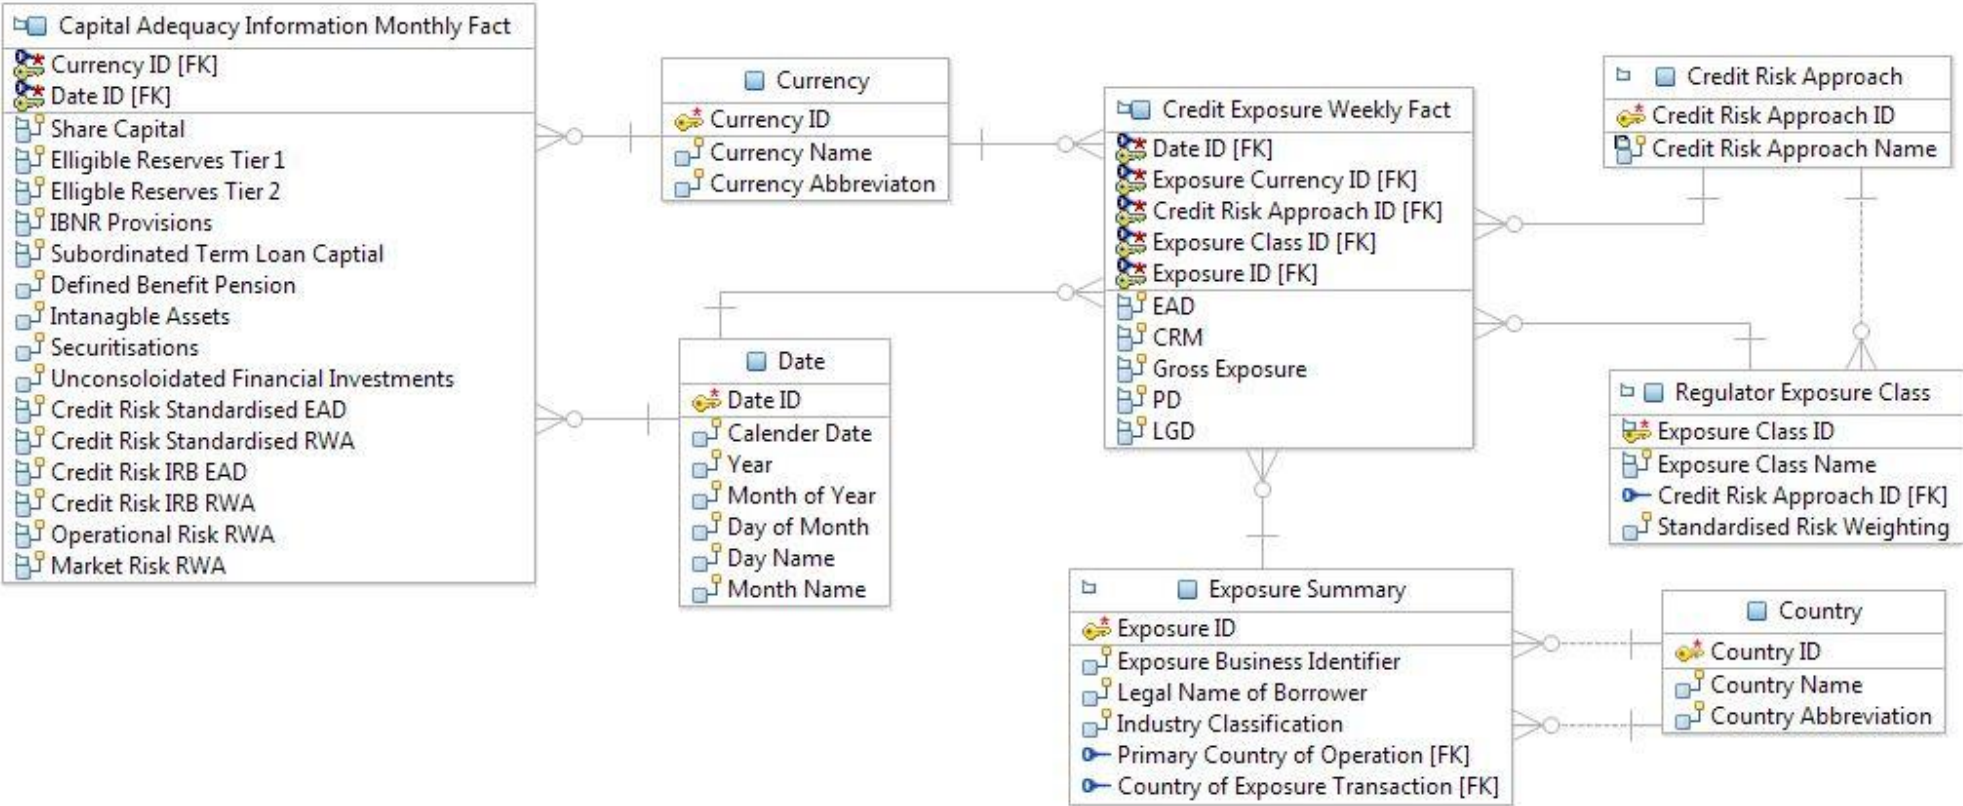 Capital Adequacy Information Monthly Fact
Currency ID [FK]
Date ID [FK]
Share Capital
Elligible Reserves Tier 1
Elligble Reserves Tier 2
IBNR Provisions
Subordinated Term Loan Captial
Defined Benefit Pension
Intanagble Assets
Securitisations
Unconsoloidated Financial Investments
Credit Risk Standardised EAD
Credit Risk Standardised RWA
Credit Risk IRB EAD
Credit Risk IRB RWA
Operational Risk RWA
Market Risk RWA
Currency
Currency ID
Currency Name
Currency Abbreviaton
Date
Date ID
Calender Date
Year
Month of Year
Day of Month
Day Name
Month Name
Credit Exposure Weekly Fact
Date ID [FK]
Exposure Currency ID [FK]
Credit Risk Approach ID [FK]
Exposure Class ID [FK]
Exposure ID [FK]
EAD
CRM
Gross Exposure
PD
LGD
Credit Risk Approach
Credit Risk Approach ID
Credit Risk Approach Name
Regulator Exposure Class
Exposure Class ID
Exposure Class Name
Credit Risk Approach ID [FK]
Standardised Risk Weighting
Exposure Summary
Exposure ID
Exposure Business Identifier
Legal Name of Borrower
Industry Classification
Primary Country of Operation [FK]
Country of Exposure Transaction [FK]
Country
Country ID
Country Name
Country Abbreviation